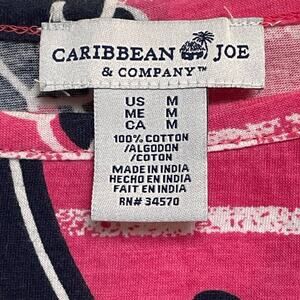 CARIBBEAN JOE
& COMPANY™
US M
ME M
CA M
100% COTTON
/ALGODON
/COTON
MADE IN INDIA
HECHO EN INDIA
FAIT EN INDIA
RN# 34570